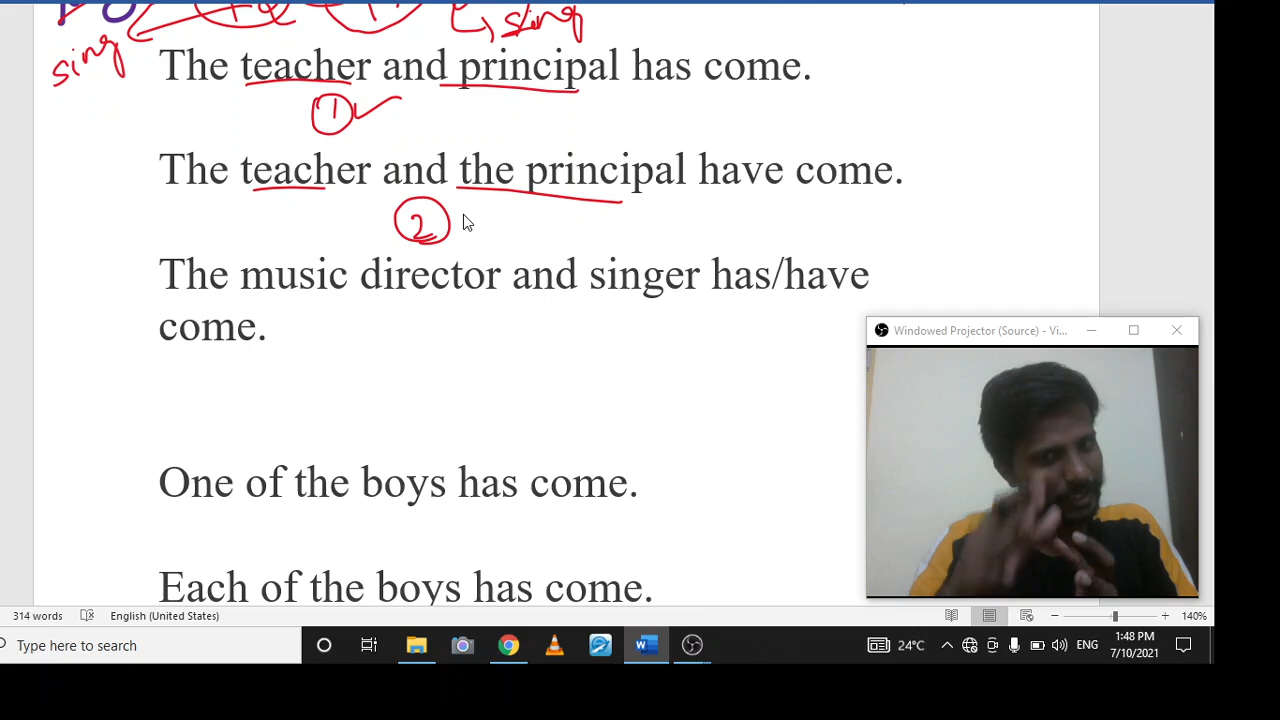 sing
sing
The teacher and principal has come.
1
The teacher and the principal have come.
2
The music director and singer has/have
come.
Windowed Projector (Source) - Vi...
One of the boys has come.
Each of the boys has come.
314 words English (United States) 140%
Type here to search 24°C ENG 1:48 PM
7/10/2021